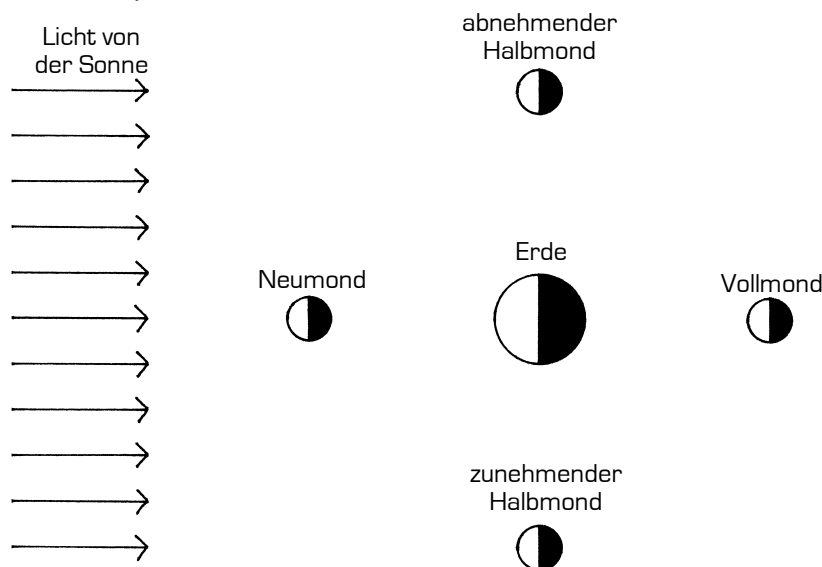 Licht von
der Sonne
abnehmender
Halbmond
Erde
Neumond
Vollmond
zunehmender
Halbmond